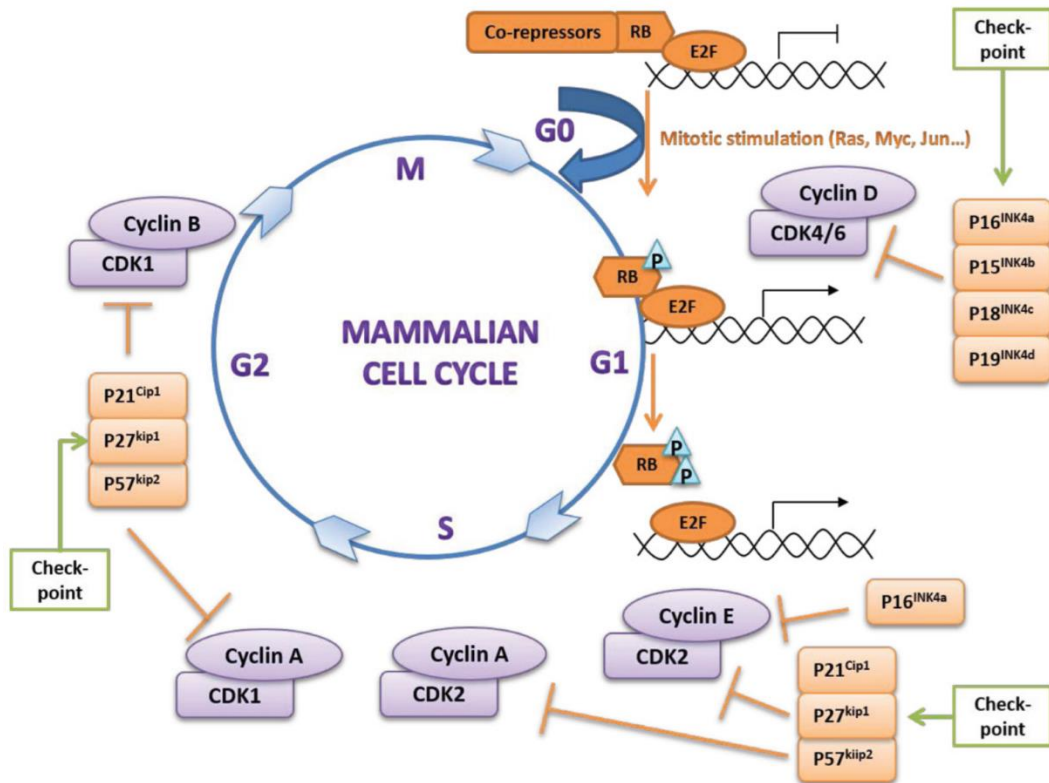 Co-repressors
RB
E2F
Check-
point
G0
Mitotic stimulation (Ras, Myc, Jun...)
M
Cyclin D
CDK4/6
P16INK4a
P15INK4b
P18INK4c
P19INK4d
Cyclin B
CDK1
P
RB
E2F
MAMMALIAN
CELL CYCLE
G2
G1
P21Cip1
P27kip1
P57kip2
P
RB
P
E2F
S
Check-
point
P16INK4a
Cyclin E
CDK2
Cyclin A
CDK1
Cyclin A
CDK2
P21Cip1
P27kip1
P57kiip2
Check-
point